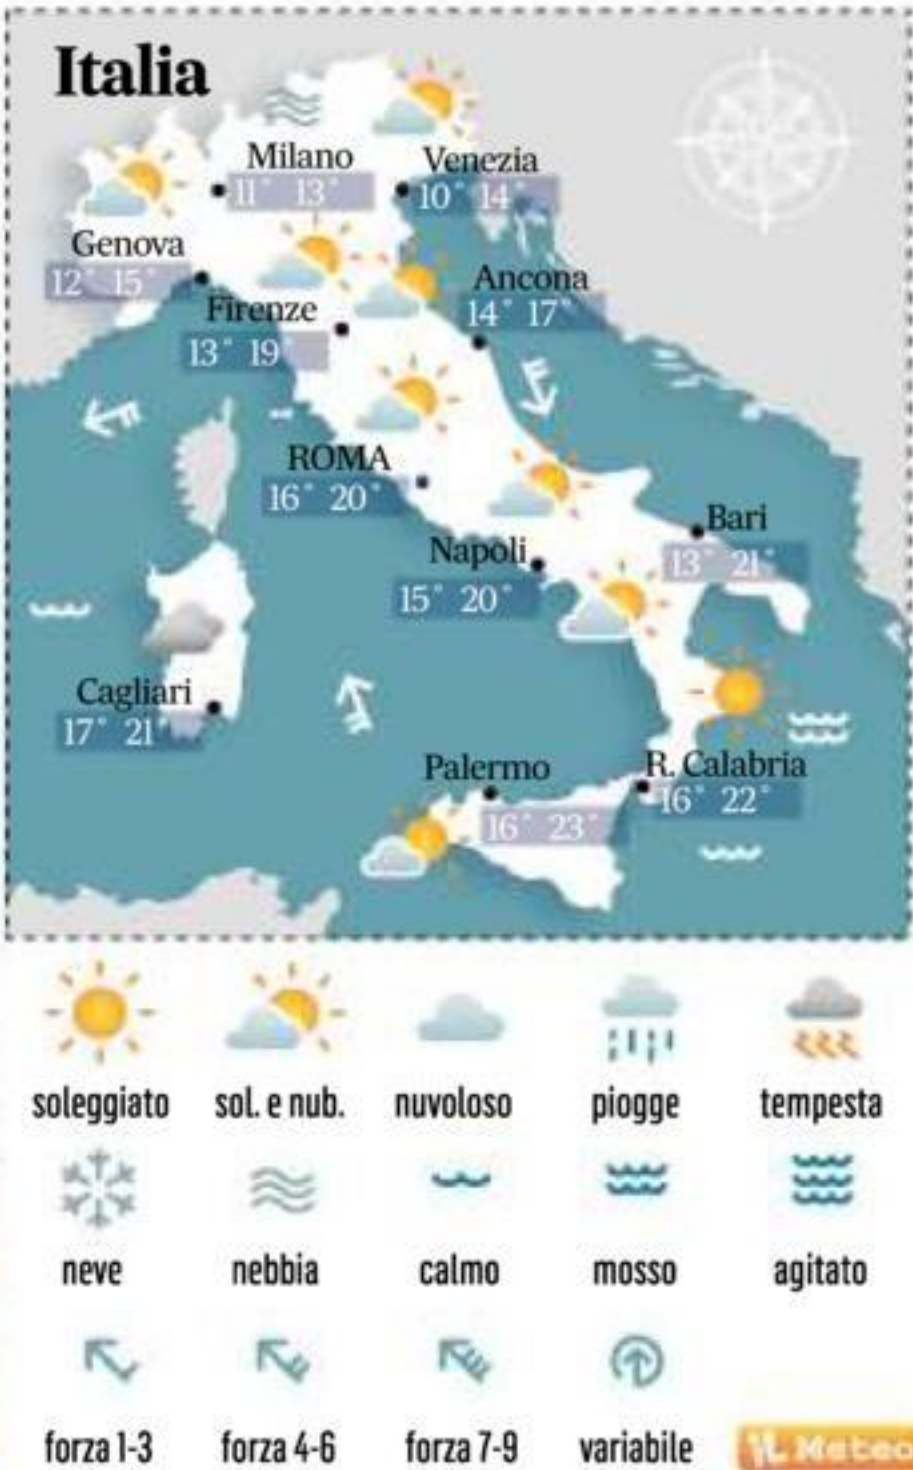 Italia
Milano
11° 13°
Venezia
10° 14°
Genova
12° 15°
Ancona
14° 17°
Firenze
13° 19°
ROMA
16° 20°
Bari
13° 21°
Napoli
15° 20°
Cagliari
17° 21°
Palermo
16° 23°
R. Calabria
16° 22°
soleggiato sol. e nub. nuvoloso piogge tempesta
neve nebbia calmo mosso agitato
forza 1-3 forza 4-6 forza 7-9 variabile
Meteo